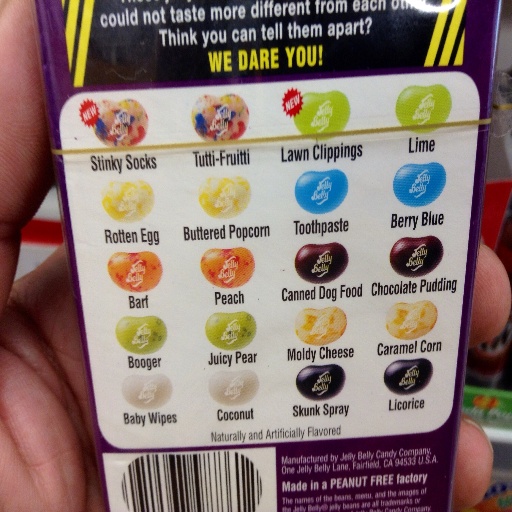 could not taste more different from each
Think you can tell them apart?
WE DARE YOU!
NEW
NEW
Stinky Socks Tutti-Fruitti Lawn Clippings Lime
Rotten Egg Buttered Popcorn Toothpaste Berry Blue
Barf Peach Canned Dog Food Chocolate Pudding
Booger Juicy Pear Moldy Cheese Caramel Corn
Baby Wipes Coconut Skunk Spray Licorice
Naturally and Artificially Flavored
Manufactured by Jelly Belly Candy Company,
One Jelly Belly Lane, Fairfield, CA 94533 U.S.A.
Made in a PEANUT FREE factory
The names of the beans, menu, and the images of
the Jelly Belly® jelly beans are all trademarks or